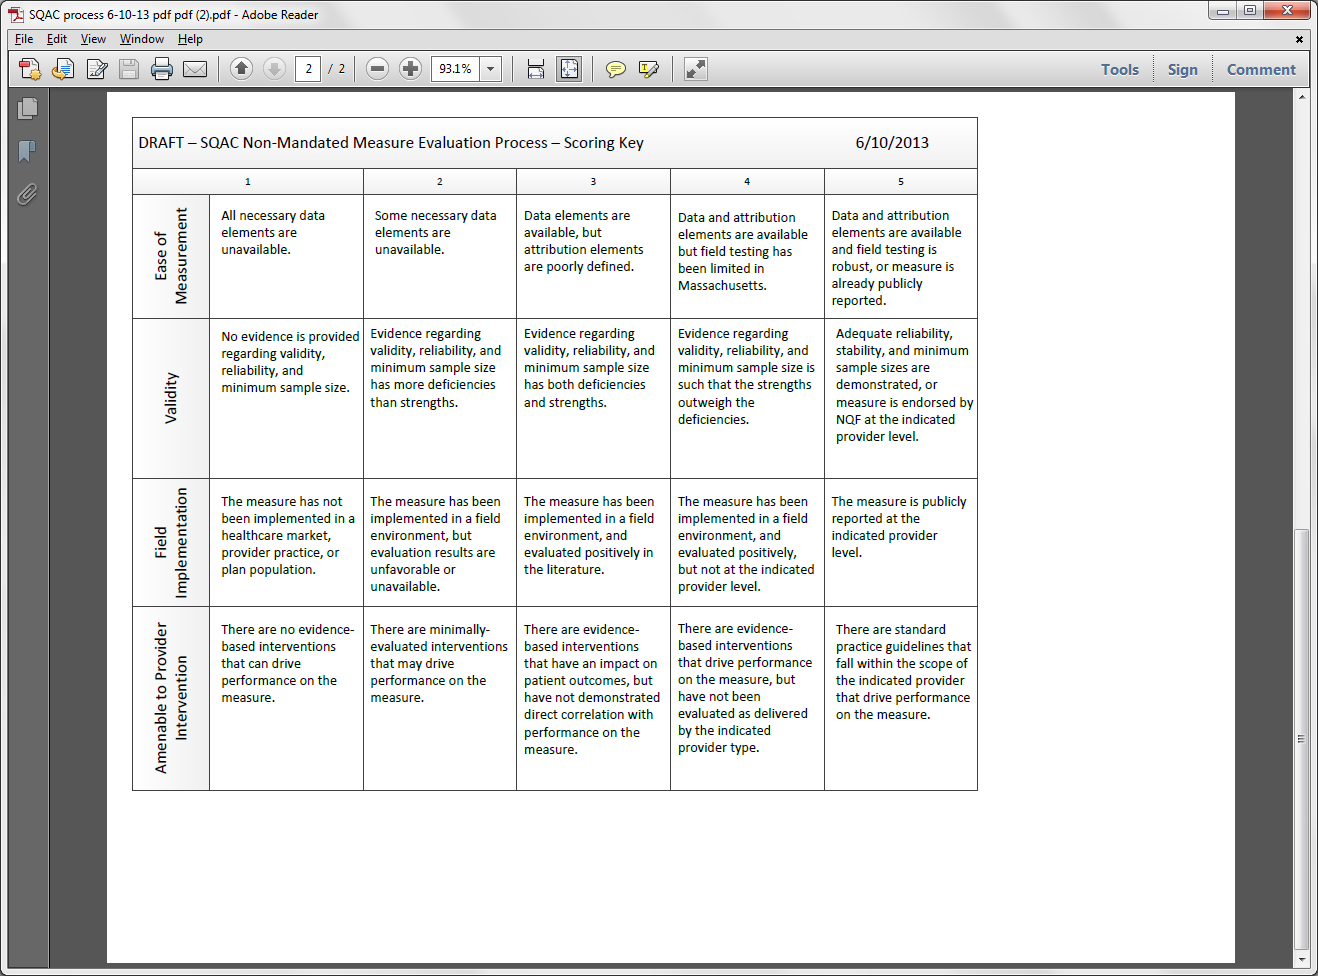 SQAC process 6-10-13 pdf pdf (2).pdf - Adobe Reader
File Edit View Window Help
2 / 2 93.1% Tools Sign Comment
DRAFT – SQAC Non-Mandated Measure Evaluation Process – Scoring Key 6/10/2013
1 2 3 4 5
Ease of
Measurement
All necessary data
elements are
unavailable.
Some necessary data
elements are
unavailable.
Data elements are
available, but
attribution elements
are poorly defined.
Data and attribution
elements are available
but field testing has
been limited in
Massachusetts.
Data and attribution
elements are available
and field testing is
robust, or measure is
already publicly
reported.
Validity
No evidence is provided
regarding validity,
reliability, and
minimum sample size.
Evidence regarding
validity, reliability, and
minimum sample size
has more deficiencies
than strengths.
Evidence regarding
validity, reliability, and
minimum sample size
has both deficiencies
and strengths.
Evidence regarding
validity, reliability, and
minimum sample size is
such that the strengths
outweigh the
deficiencies.
Adequate reliability,
stability, and minimum
sample sizes are
demonstrated, or
measure is endorsed by
NQF at the indicated
provider level.
Field
Implementation
The measure has not
been implemented in a
healthcare market,
provider practice, or
plan population.
The measure has been
implemented in a field
environment, but
evaluation results are
unfavorable or
unavailable.
The measure has been
implemented in a field
environment, and
evaluated positively in
the literature.
The measure has been
implemented in a field
environment, and
evaluated positively,
but not at the indicated
provider level.
The measure is publicly
reported at the
indicated provider
level.
Amenable to Provider
Intervention
There are no evidence-
based interventions
that can drive
performance on the
measure.
There are minimally-
evaluated interventions
that may drive
performance on the
measure.
There are evidence-
based interventions
that have an impact on
patient outcomes, but
have not demonstrated
direct correlation with
performance on the
measure.
There are evidence-
based interventions
that drive performance
on the measure, but
have not been
evaluated as delivered
by the indicated
provider type.
There are standard
practice guidelines that
fall within the scope of
the indicated provider
that drive performance
on the measure.